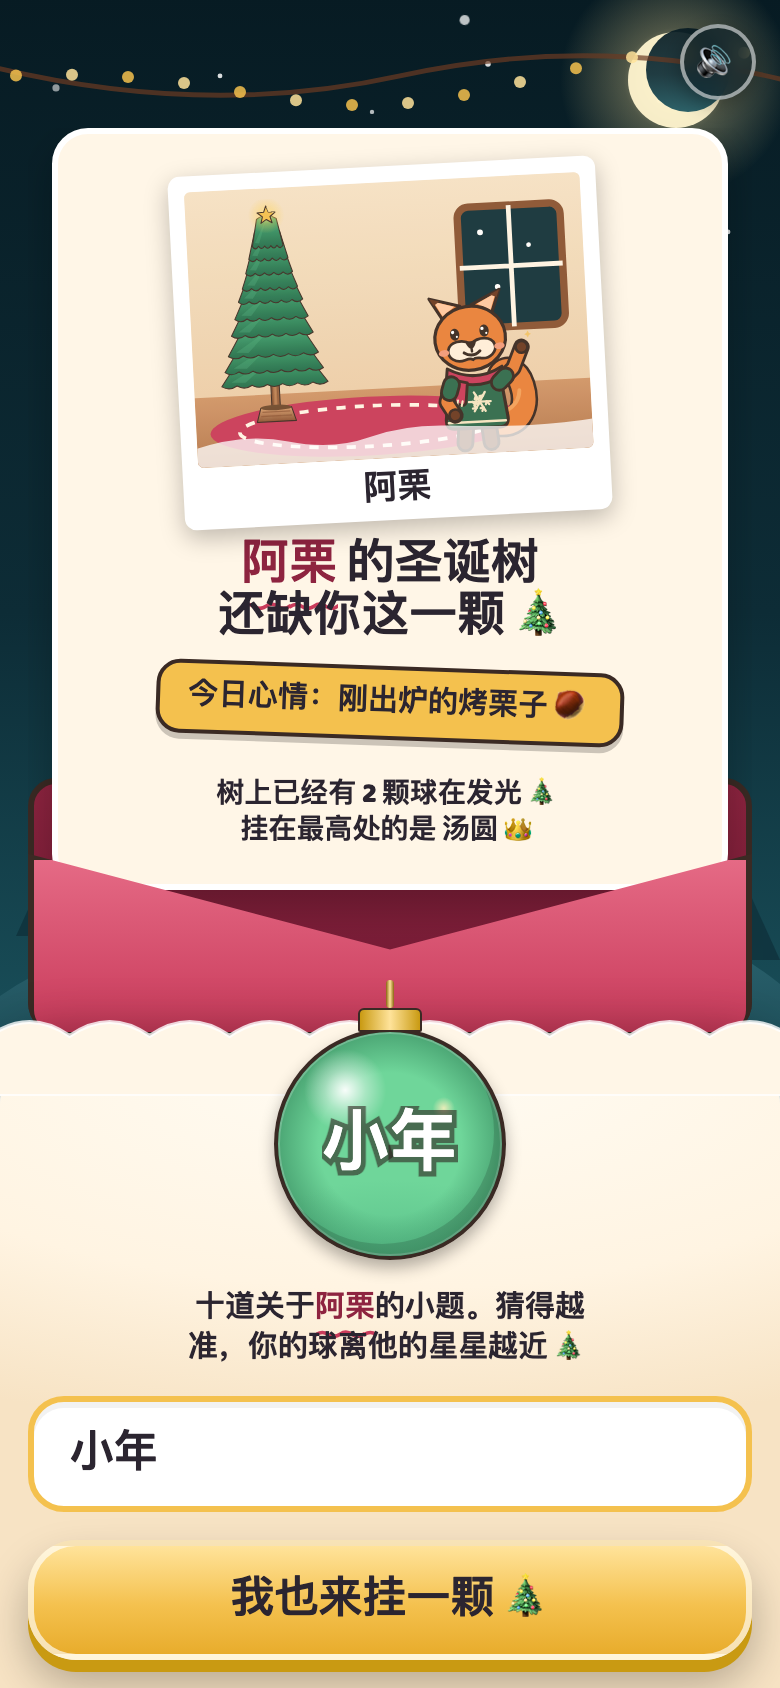 阿栗
阿栗 的圣诞树
还缺你这一颗 🎄
今日心情：刚出炉的烤栗子 🌰
树上已经有 2 颗球在发光 🎄
挂在最高处的是 汤圆 👑
小年
十道关于阿栗的小题。猜得越
准，你的球离他的星星越近 🎄
小年
我也来挂一颗 🎄